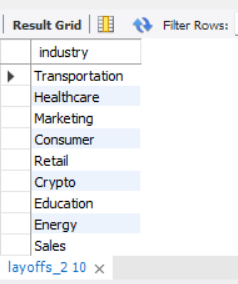 Result Grid Filter Rows:
industry
Transportation
Healthcare
Marketing
Consumer
Retail
Crypto
Education
Energy
Sales
layoffs_2 10 ×